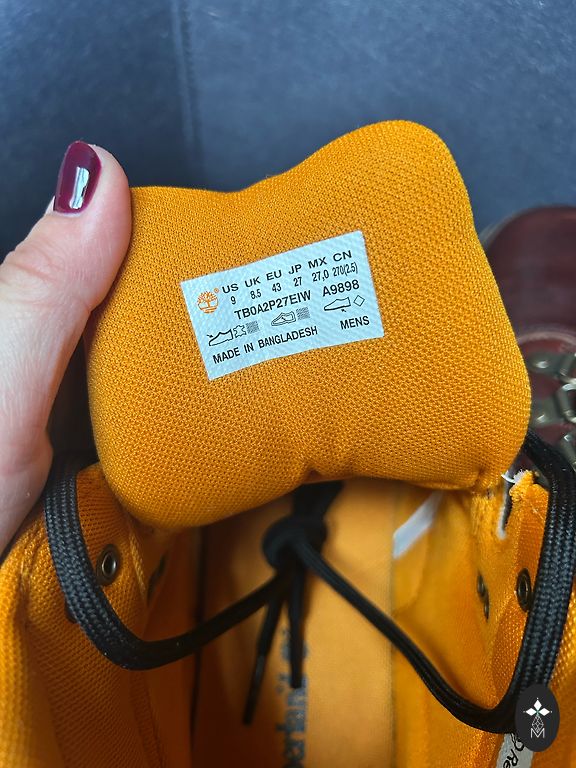 US UK EU JP MX CN
9 8.5 43 27 27,0 270(2.5)
TB0A2P27EIW A9898
MADE IN BANGLADESH MENS